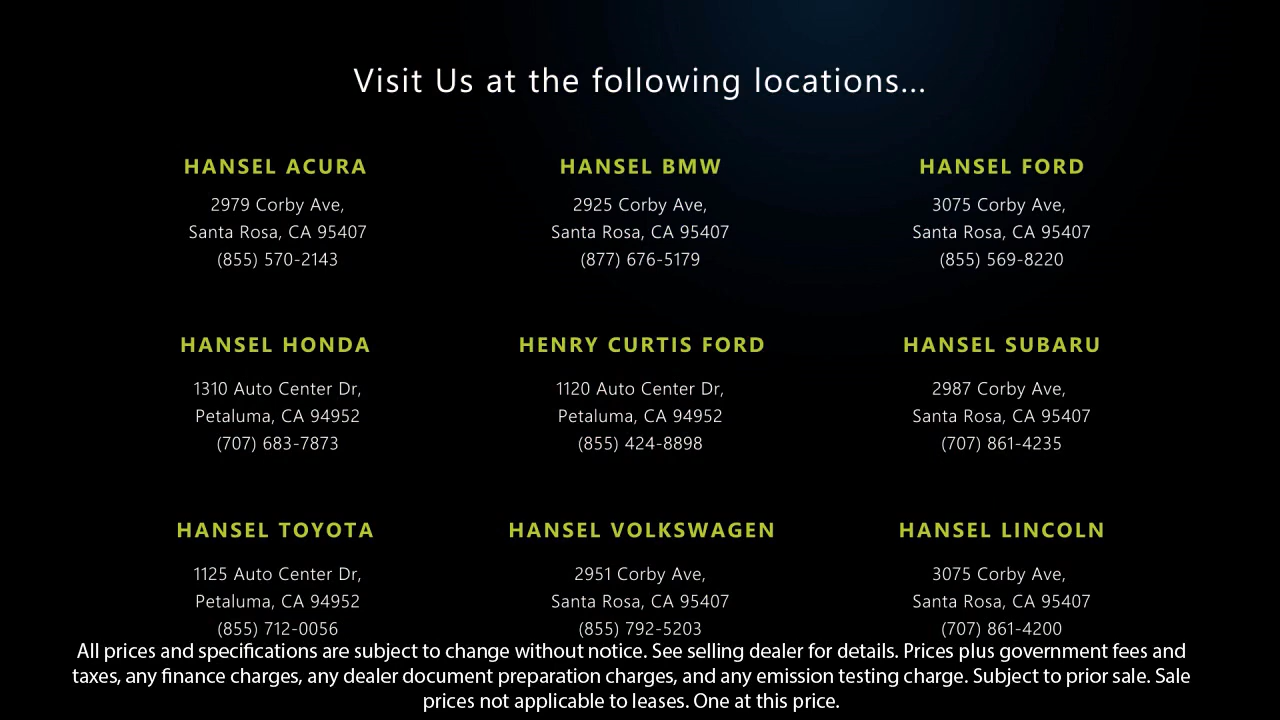 Visit Us at the following locations...
HANSEL ACURA
2979 Corby Ave,
Santa Rosa, CA 95407
(855) 570-2143
HANSEL BMW
2925 Corby Ave,
Santa Rosa, CA 95407
(877) 676-5179
HANSEL FORD
3075 Corby Ave,
Santa Rosa, CA 95407
(855) 569-8220
HANSEL HONDA
1310 Auto Center Dr,
Petaluma, CA 94952
(707) 683-7873
HENRY CURTIS FORD
1120 Auto Center Dr,
Petaluma, CA 94952
(855) 424-8898
HANSEL SUBARU
2987 Corby Ave,
Santa Rosa, CA 95407
(707) 861-4235
HANSEL TOYOTA
1125 Auto Center Dr,
Petaluma, CA 94952
(855) 712-0056
HANSEL VOLKSWAGEN
2951 Corby Ave,
Santa Rosa, CA 95407
(855) 792-5203
HANSEL LINCOLN
3075 Corby Ave,
Santa Rosa, CA 95407
(707) 861-4200
All prices and specifications are subject to change without notice. See selling dealer for details. Prices plus government fees and
taxes, any finance charges, any dealer document preparation charges, and any emission testing charge. Subject to prior sale. Sale
prices not applicable to leases. One at this price.